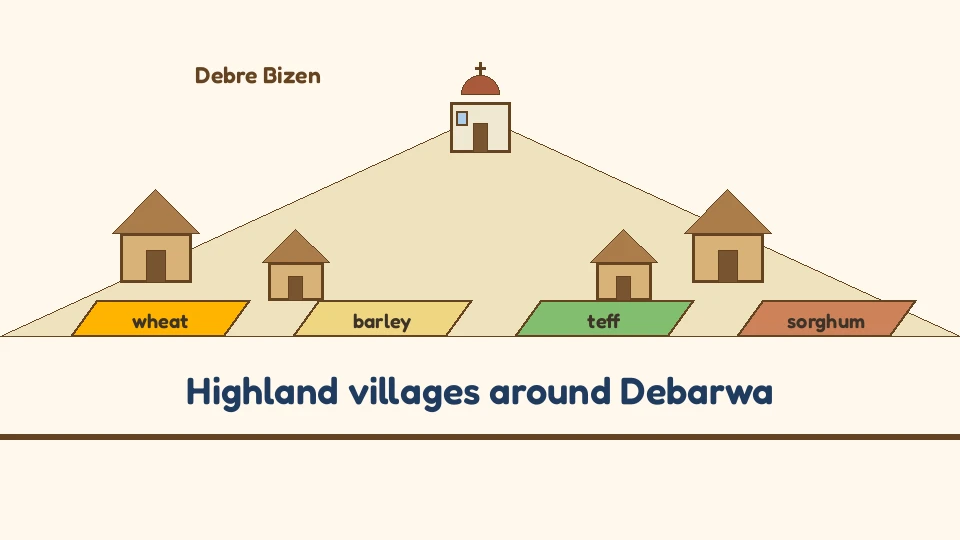 Debre Bizen
wheat
barley
teff
sorghum
Highland villages around Debarwa